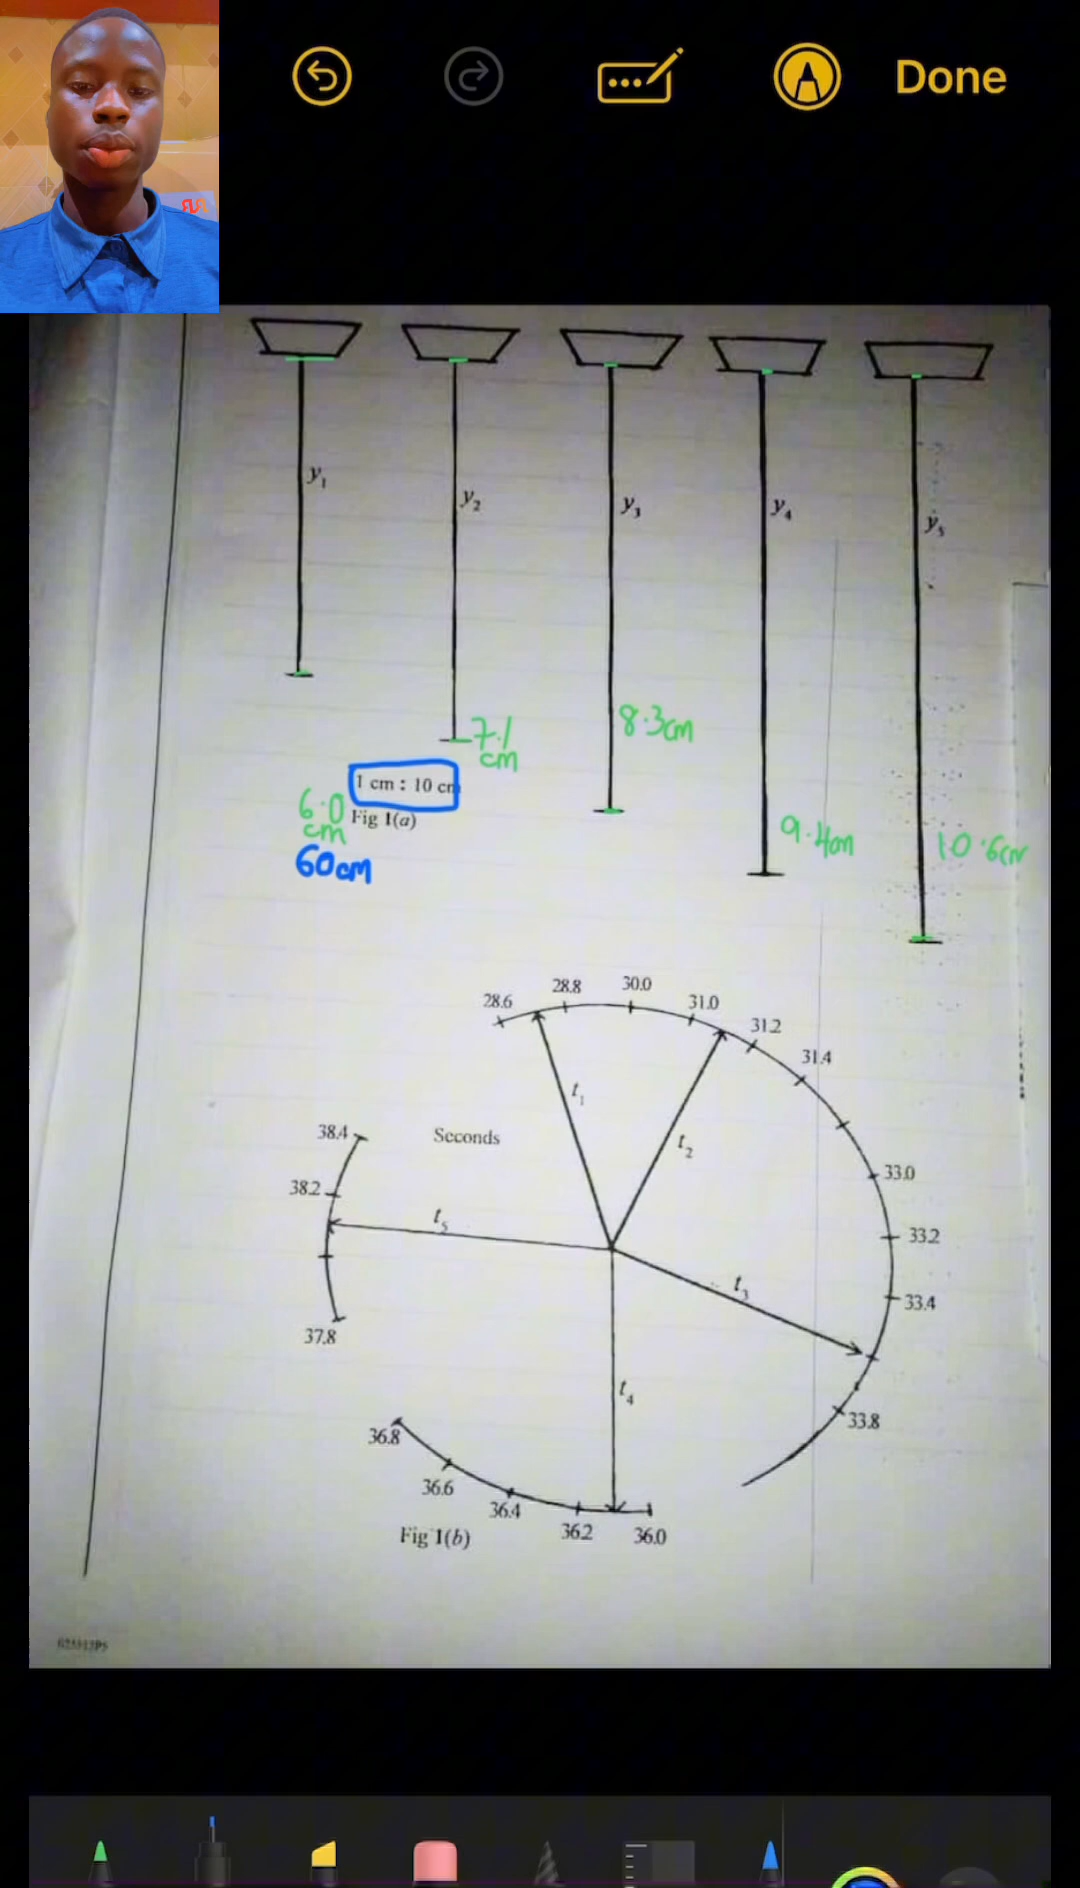 Done
y₁
y₂
y₃
y₄
y₅
7.1
cm
8.3cm
1 cm : 10 cm
6.0
cm
Fig 1(a)
60cm
9.4cm
10.6cm
28.6
28.8
30.0
31.0
31.2
31.4
t₁
t₂
Seconds
38.4
38.2
33.0
33.2
33.4
t₅
t₃
37.8
t₄
33.8
36.8
36.6
36.4
36.2
36.0
Fig 1(b)